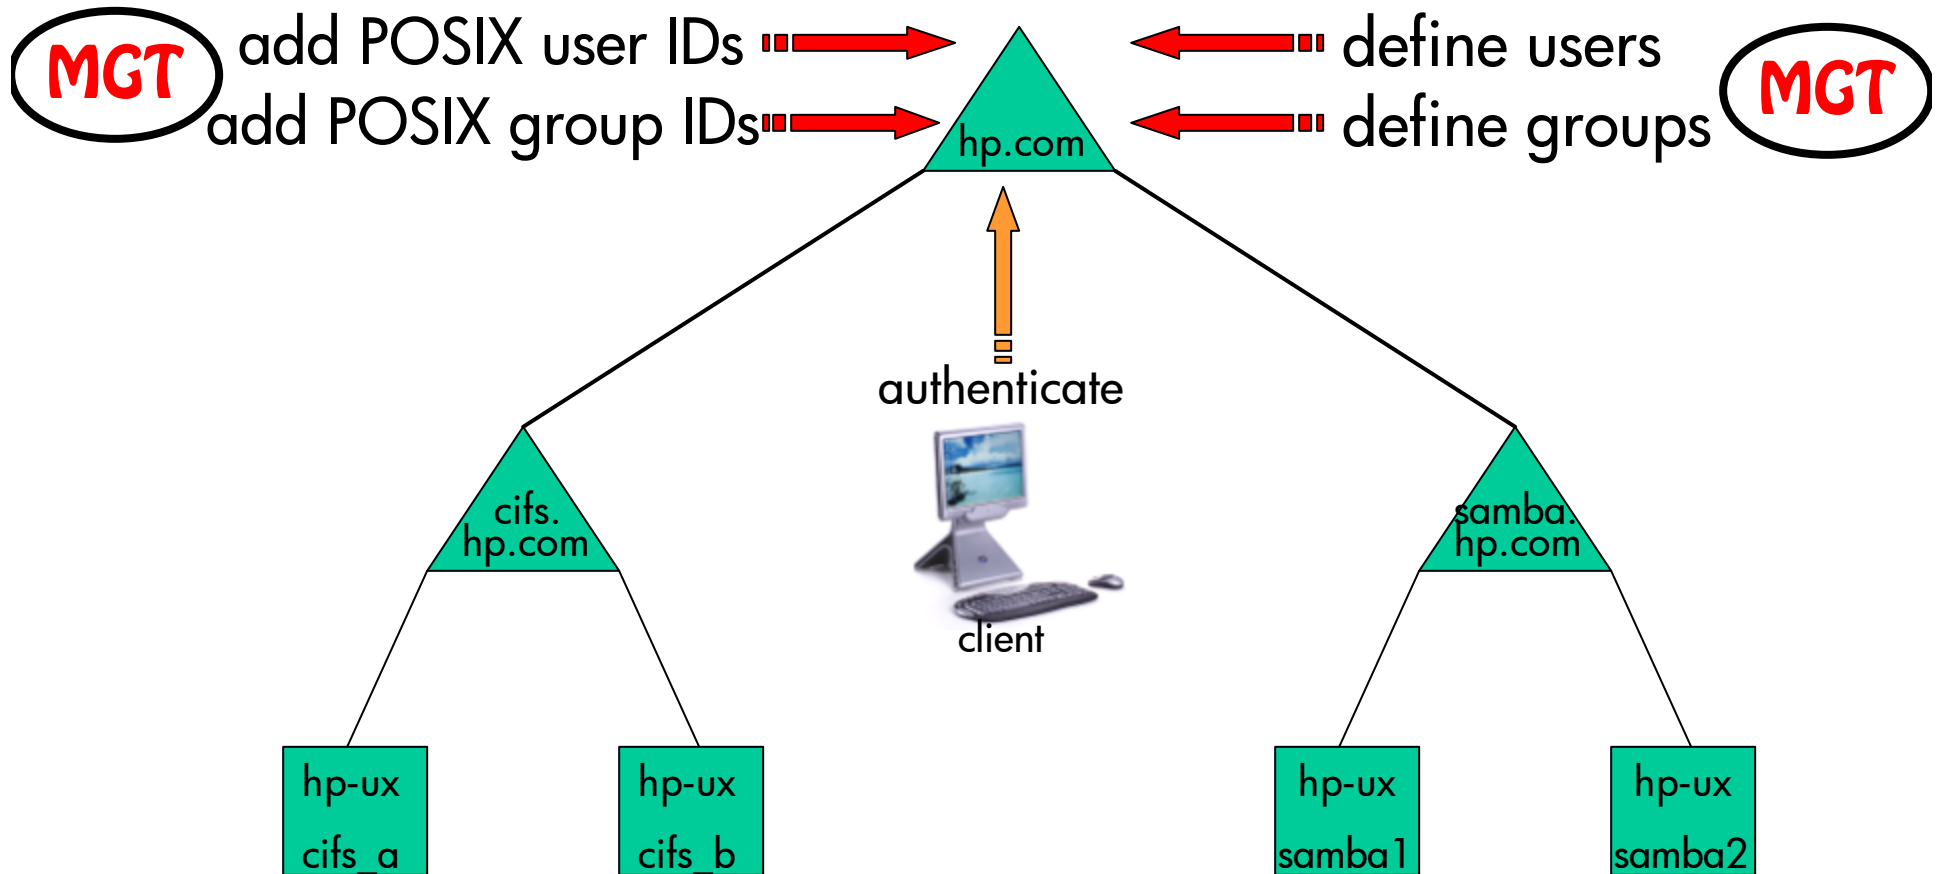 MGT
add POSIX user IDs
add POSIX group IDs
define users
define groups
MGT
hp.com
authenticate
client
cifs.
hp.com
samba.
hp.com
hp-ux
cifs_a
hp-ux
cifs_b
hp-ux
samba1
hp-ux
samba2